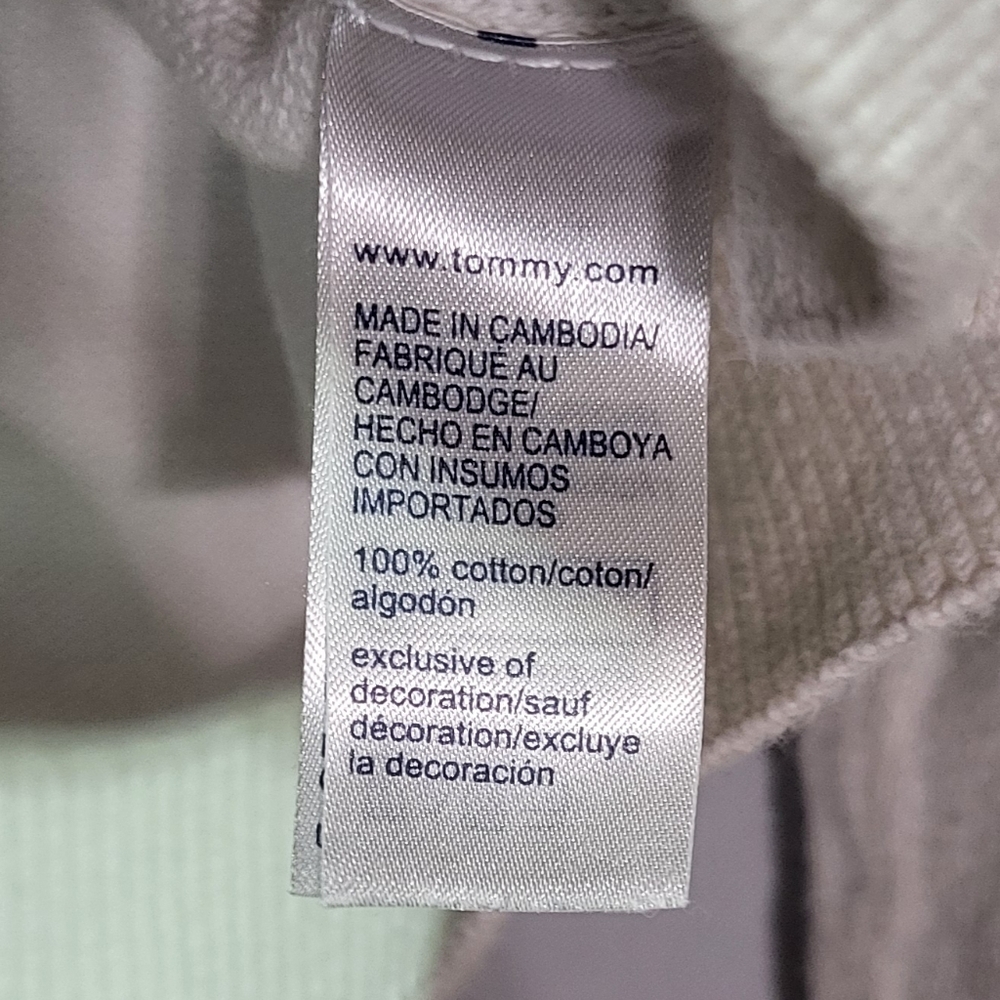 www.tommy.com
MADE IN CAMBODIA/
FABRIQUÉ AU
CAMBODGE/
HECHO EN CAMBOYA
CON INSUMOS
IMPORTADOS
100% cotton/coton/
algodón
exclusive of
decoration/sauf
décoration/excluye
la decoración